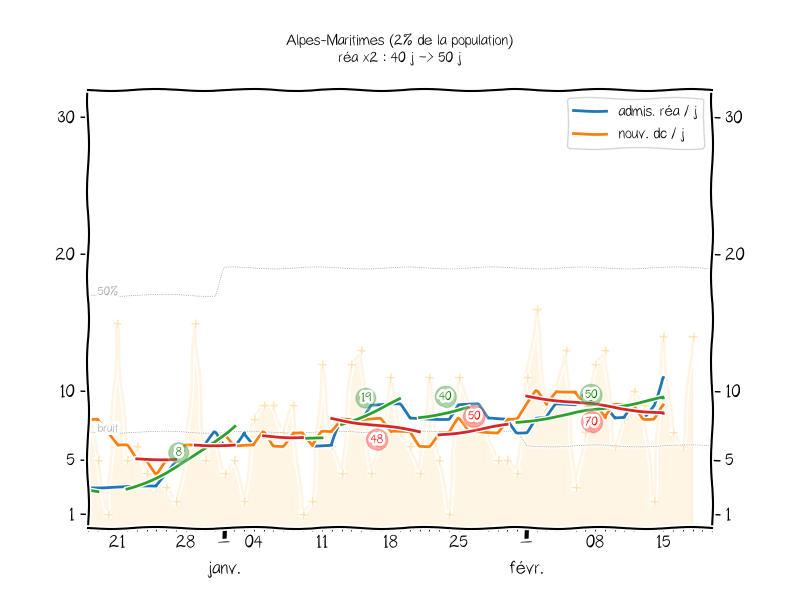 Alpes-Maritimes (2% de la population)
réa x2 : 40 j -> 50 j
admis. réa / j
nouv. dc / j
30 30
20 20
50%
10 10
bruit
5 5
1 1
19 40 50
8 48 50 70
21 28 04 11 18 25 08 15
janv. févr.